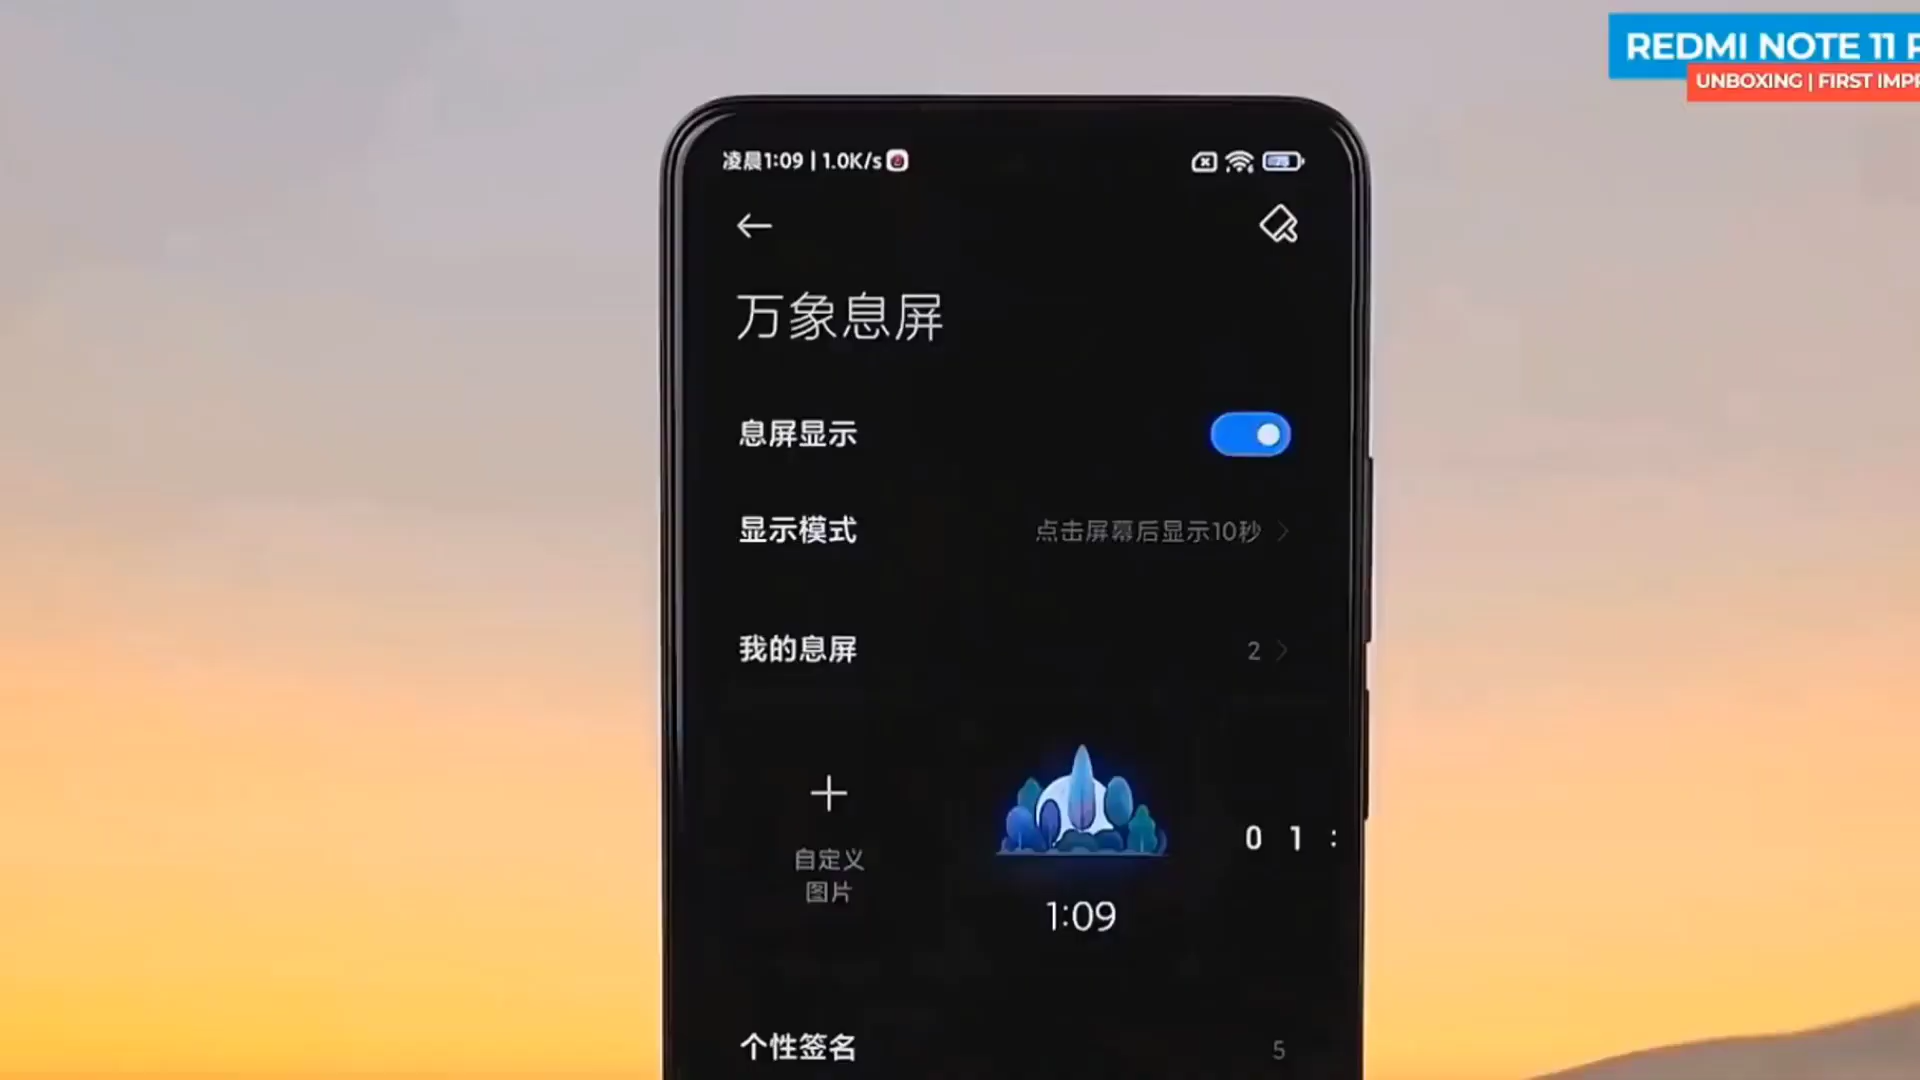 REDMI NOTE 11 P
UNBOXING | FIRST IMPR
凌晨1:09 | 1.0K/s
万象息屏
息屏显示
显示模式
点击屏幕后显示10秒
我的息屏
2
自定义
图片
1:09
0 1 :
个性签名
5